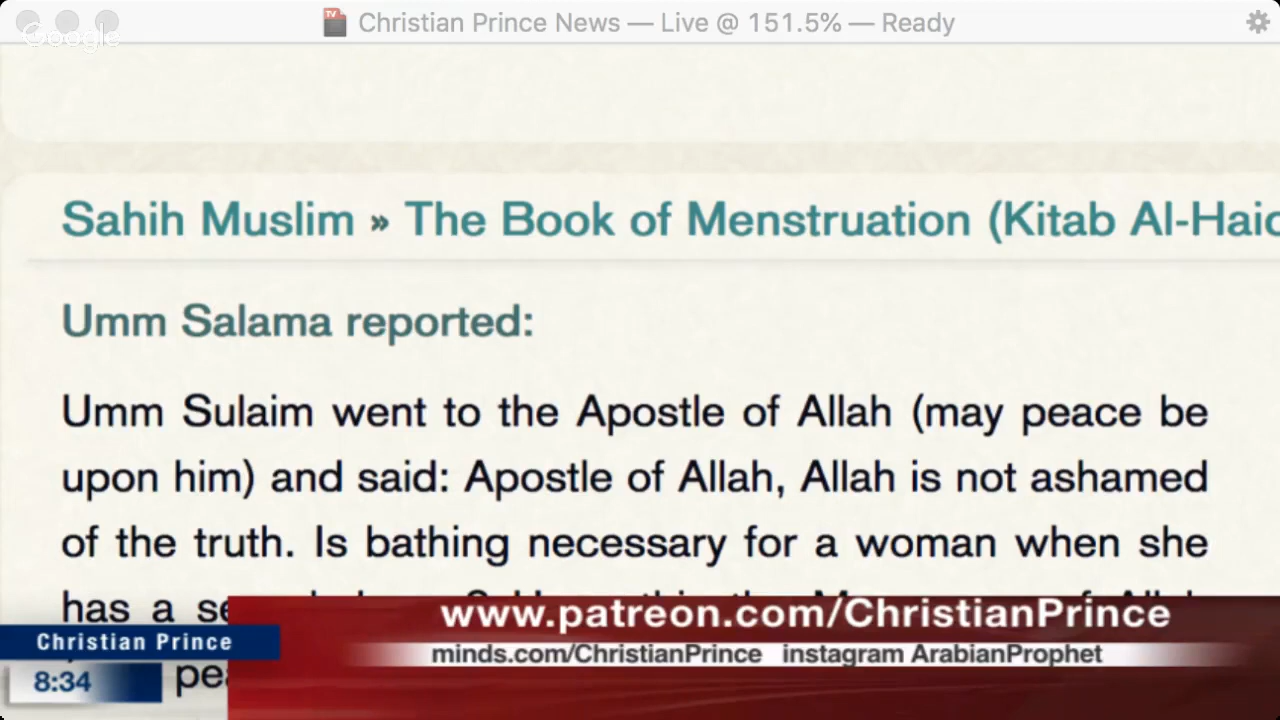 Christian Prince News — Live @ 151.5% — Ready
Google
Sahih Muslim » The Book of Menstruation (Kitab Al-Haid
Umm Salama reported:
Umm Sulaim went to the Apostle of Allah (may peace be
upon him) and said: Apostle of Allah, Allah is not ashamed
of the truth. Is bathing necessary for a woman when she
has a
www.patreon.com/ChristianPrince
Christian Prince
minds.com/ChristianPrince instagram ArabianProphet
8:34